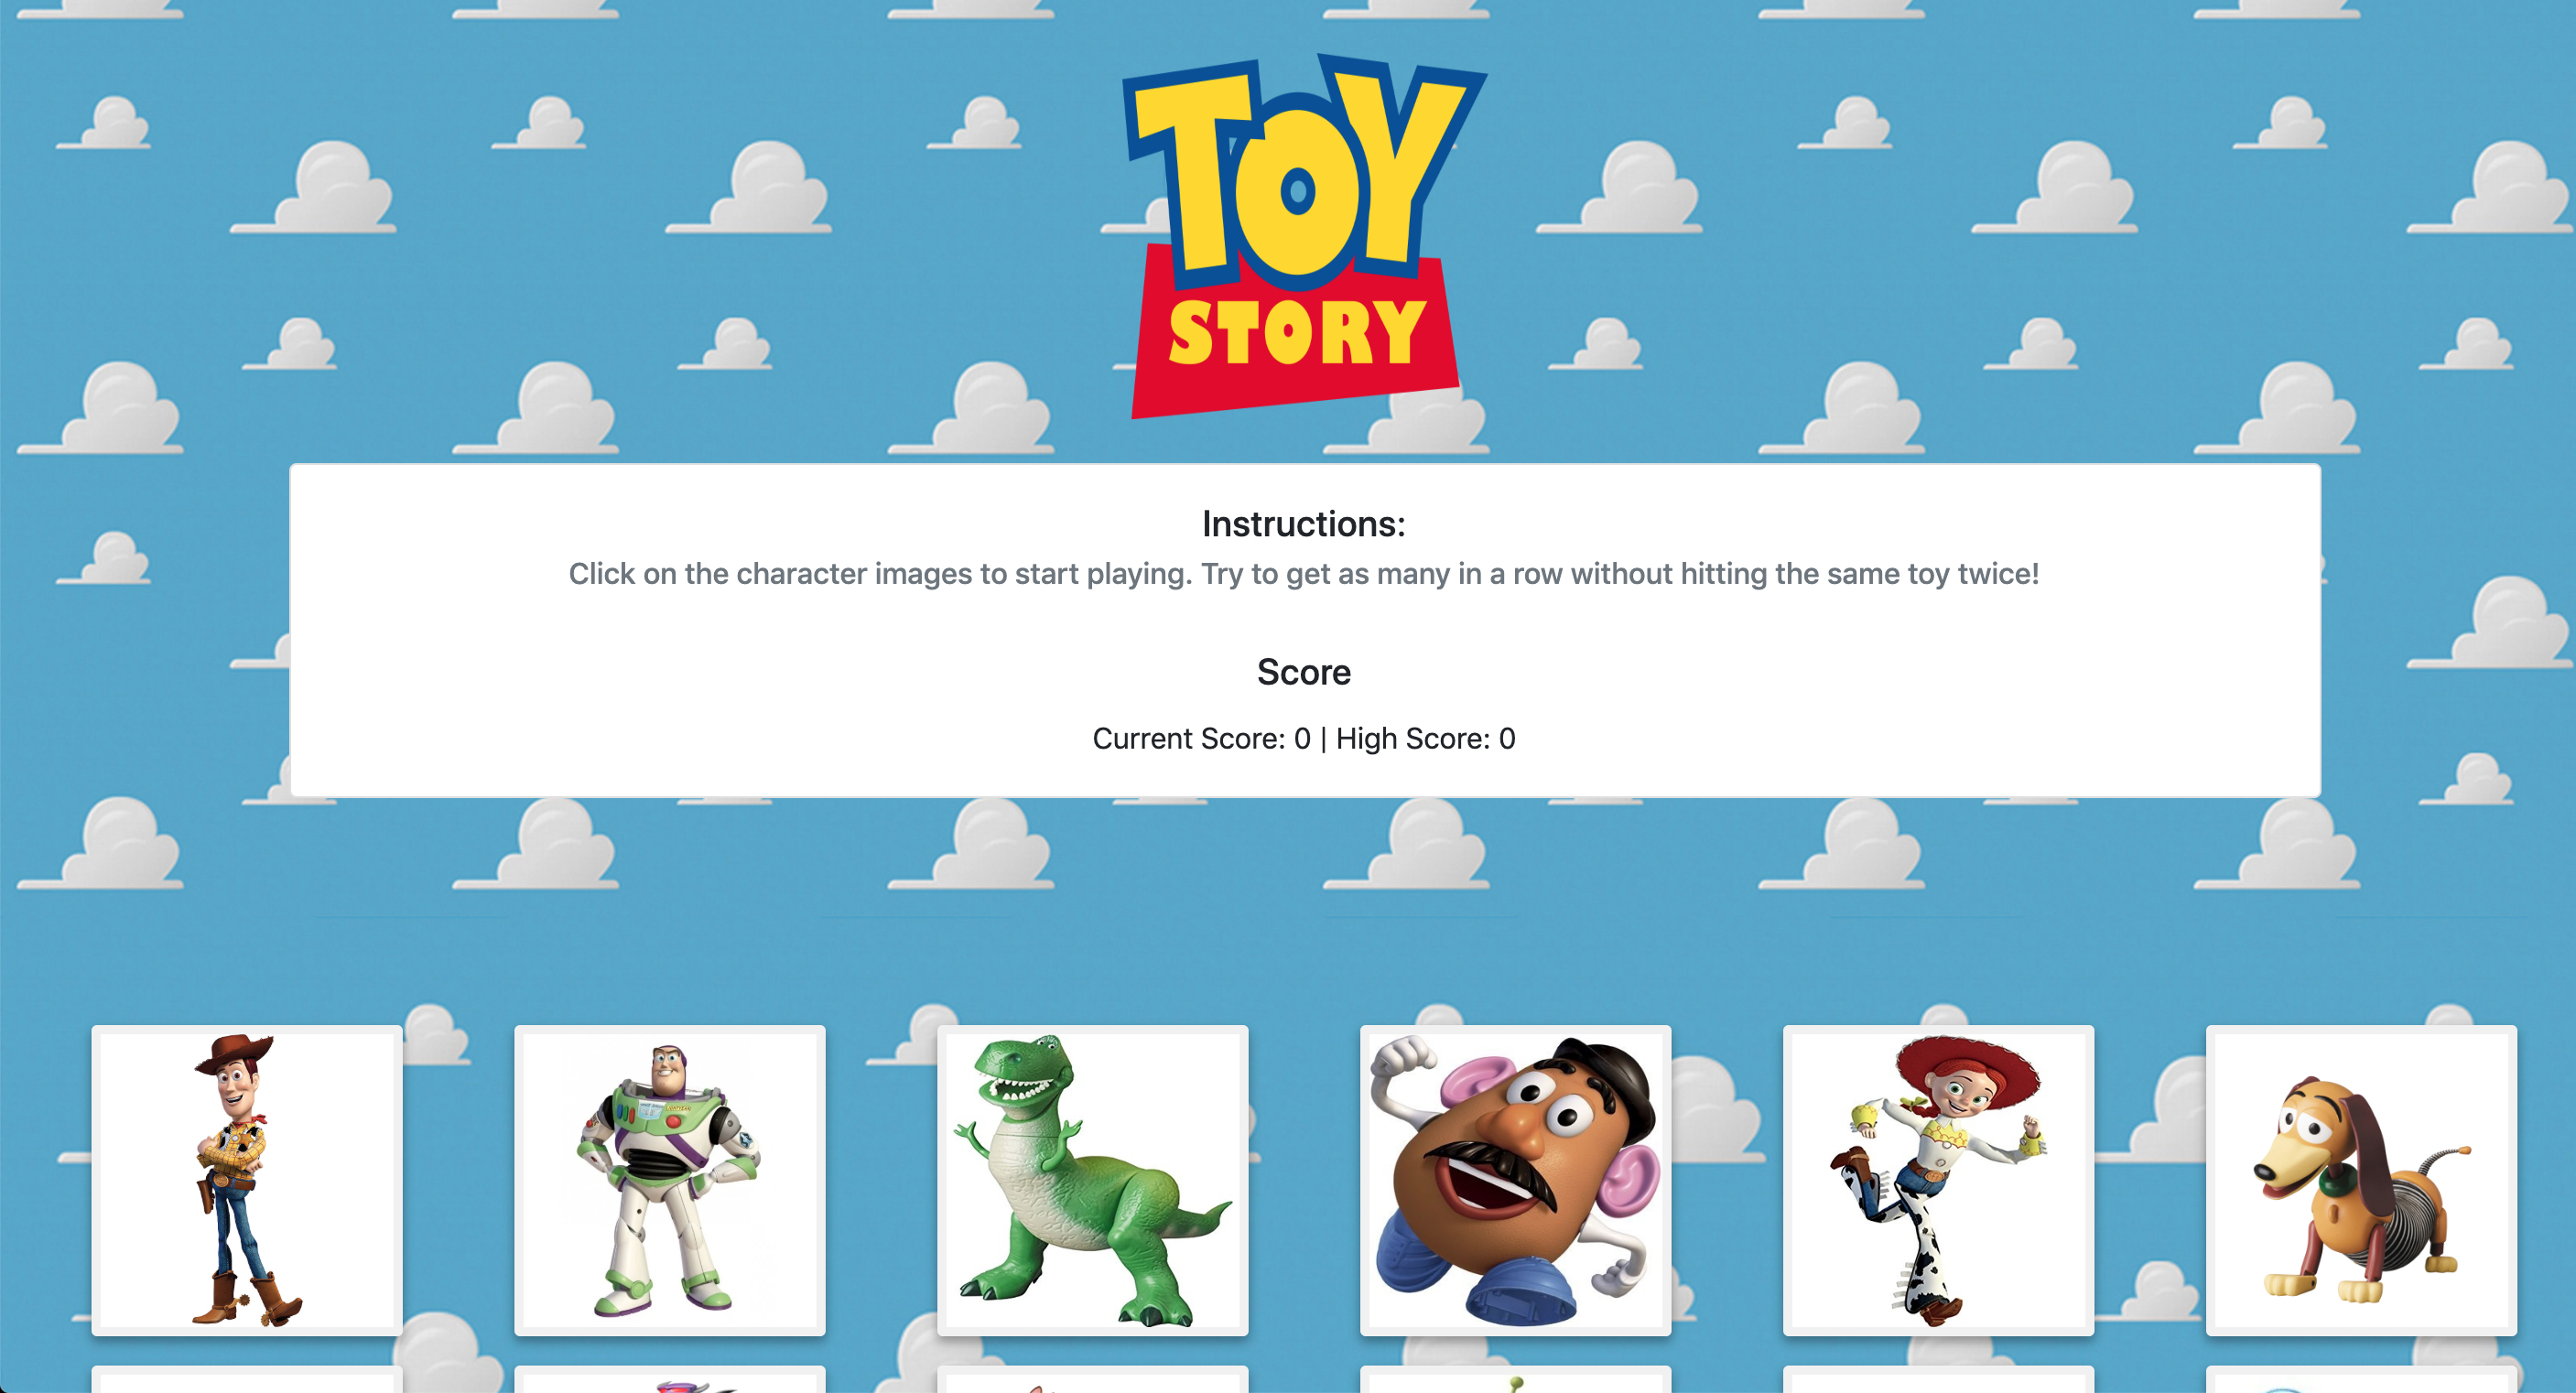 TOY
STORY
Instructions:
Click on the character images to start playing. Try to get as many in a row without hitting the same toy twice!
Score
Current Score: 0 | High Score: 0